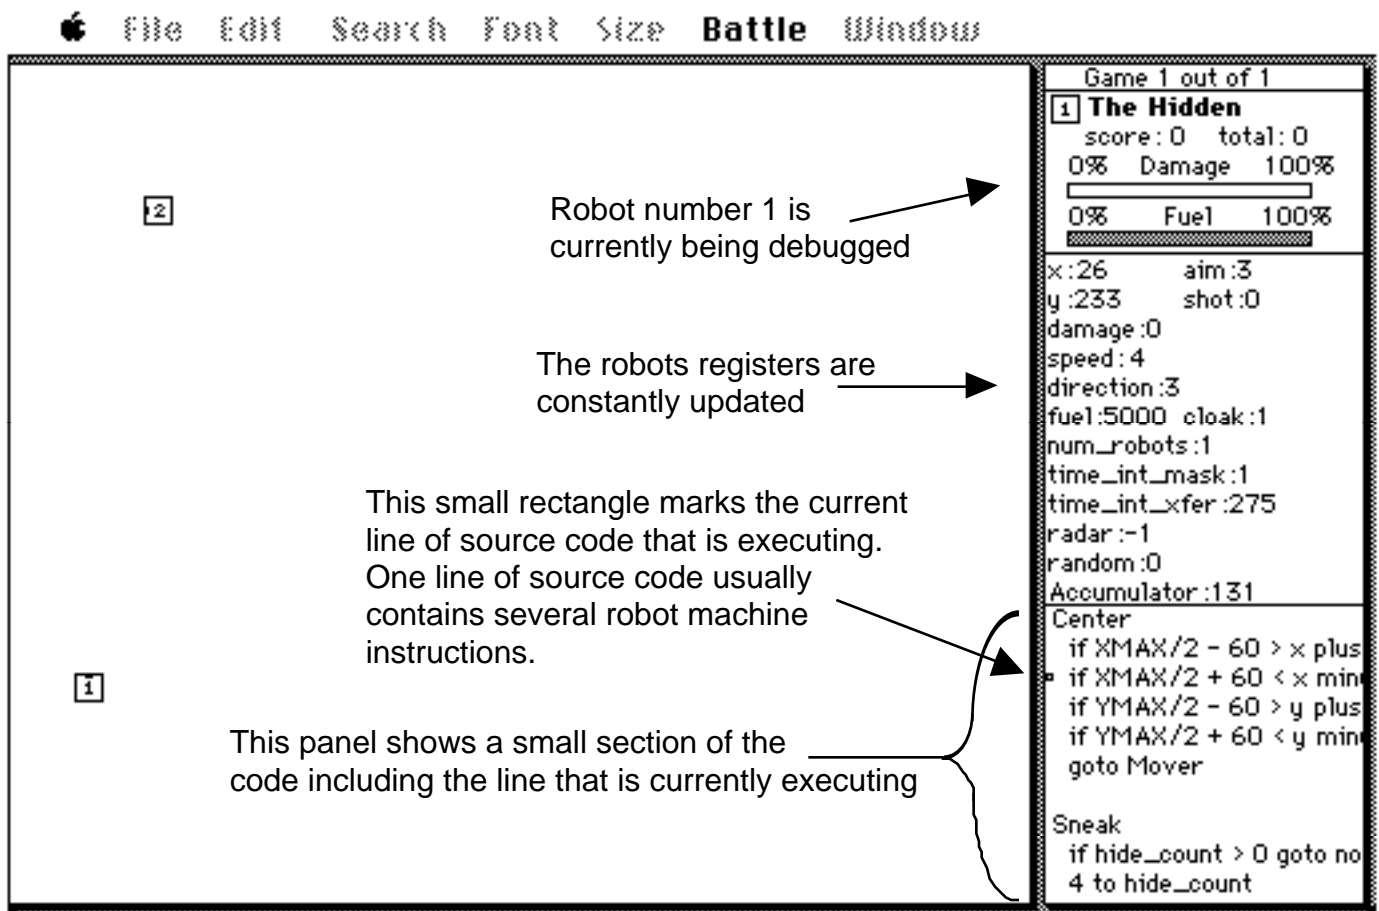 File Edit Search Font Size Battle Window
Game 1 out of 1
1 The Hidden
score: 0 total: 0
0% Damage 100%
0% Fuel 100%
2
Robot number 1 is
currently being debugged
x:26 aim:3
y:233 shot:0
damage:0
speed: 4
direction:3
fuel:5000 cloak:1
num_robots:1
time_int_mask:1
time_int_xfer:275
radar:-1
random:0
Accumulator:131
The robots registers are
constantly updated
This small rectangle marks the current
line of source code that is executing.
One line of source code usually
contains several robot machine
instructions.
1
This panel shows a small section of the
code including the line that is currently executing
Center
if XMAX/2 - 60 > x plus
if XMAX/2 + 60 < x min
if YMAX/2 - 60 > y plus
if YMAX/2 + 60 < y min
goto Mover
Sneak
if hide_count > 0 goto no
4 to hide_count